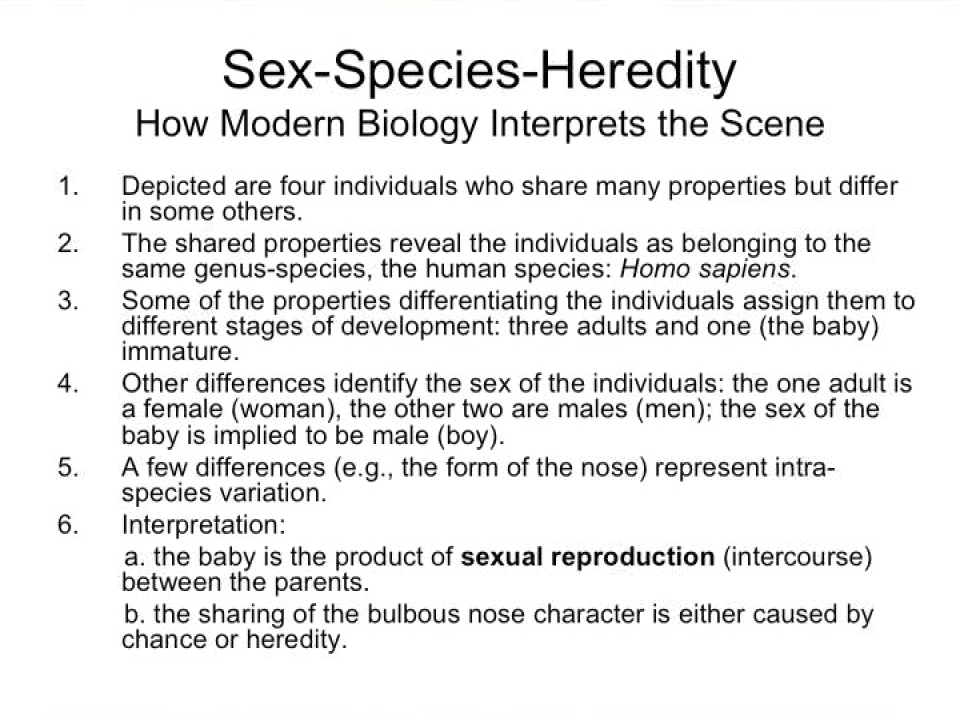 Sex-Species-Heredity
How Modern Biology Interprets the Scene
1. Depicted are four individuals who share many properties but differ
in some others.
2. The shared properties reveal the individuals as belonging to the
same genus-species, the human species: Homo sapiens.
3. Some of the properties differentiating the individuals assign them to
different stages of development: three adults and one (the baby)
immature.
4. Other differences identify the sex of the individuals: the one adult is
a female (woman), the other two are males (men); the sex of the
baby is implied to be male (boy).
5. A few differences (e.g., the form of the nose) represent intra-
species variation.
6. Interpretation:
a. the baby is the product of sexual reproduction (intercourse)
between the parents.
b. the sharing of the bulbous nose character is either caused by
chance or heredity.